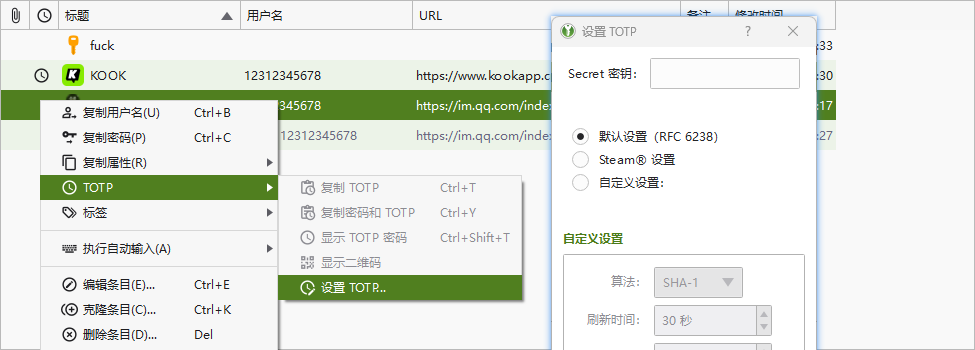 标题 用户名 URL 备注 修改时间
fuck :33
KOOK 12312345678 https://www.kookapp.c :30
12345678 https://im.qq.com/inde :17
12312345678 https://im.qq.com/inde :27
复制用户名(U) Ctrl+B
复制密码(P) Ctrl+C
复制属性(R)
TOTP
标签
执行自动输入(A)
编辑条目(E)... Ctrl+E
克隆条目(C)... Ctrl+K
删除条目(D)... Del
复制 TOTP Ctrl+T
复制密码和 TOTP Ctrl+Y
显示 TOTP 密码 Ctrl+Shift+T
显示二维码
设置 TOTP...
设置 TOTP ?
Secret 密钥：
默认设置（RFC 6238）
Steam® 设置
自定义设置：
自定义设置
算法： SHA-1
刷新时间： 30 秒